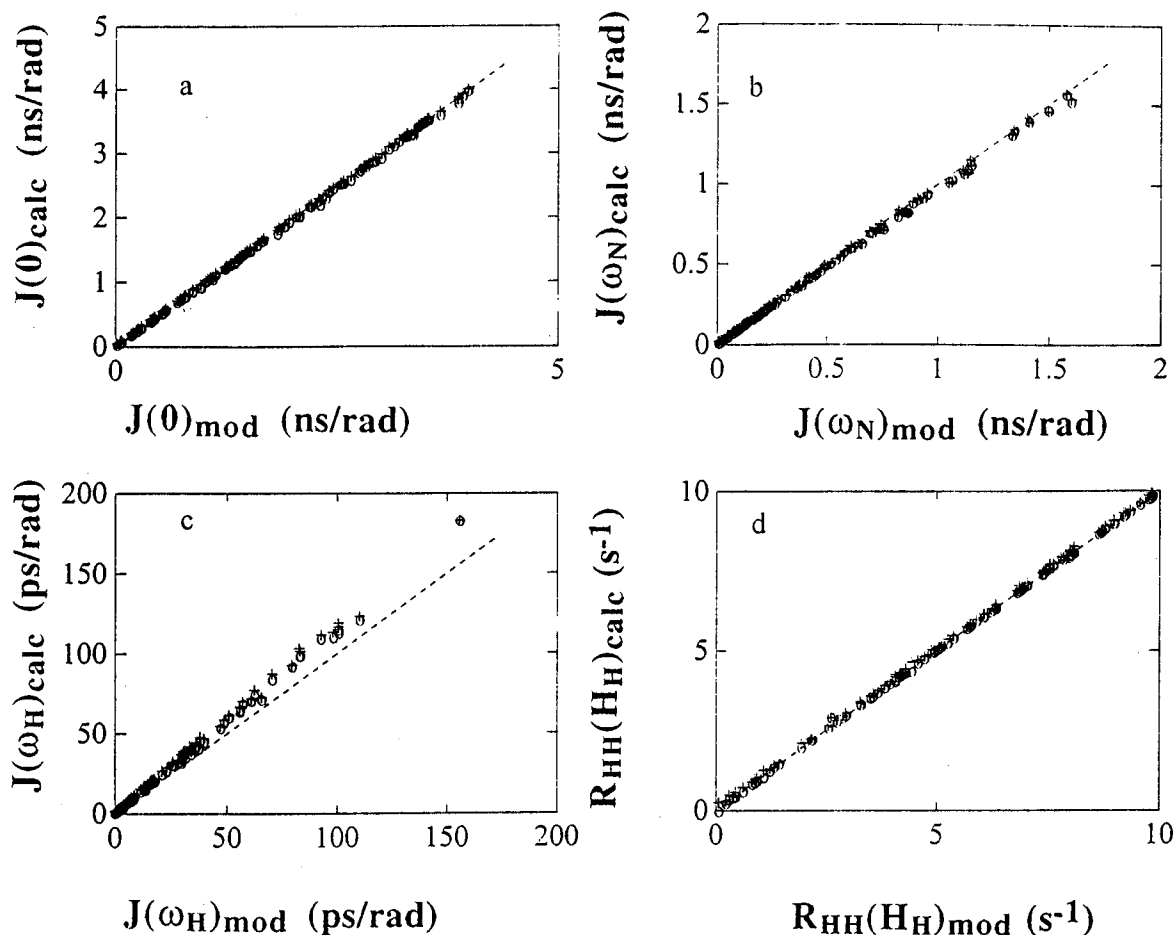 5
4
3
2
1
0
a
J(0)calc (ns/rad)
0
5
J(0)mod (ns/rad)
2
1.5
1
0.5
0
b
J(ωN)calc (ns/rad)
0
0.5
1
1.5
2
J(ωN)mod (ns/rad)
200
150
100
50
0
c
J(ωH)calc (ps/rad)
0
50
100
150
200
J(ωH)mod (ps/rad)
10
5
0
d
RHH(HH)calc (s-1)
0
5
10
RHH(HH)mod (s-1)